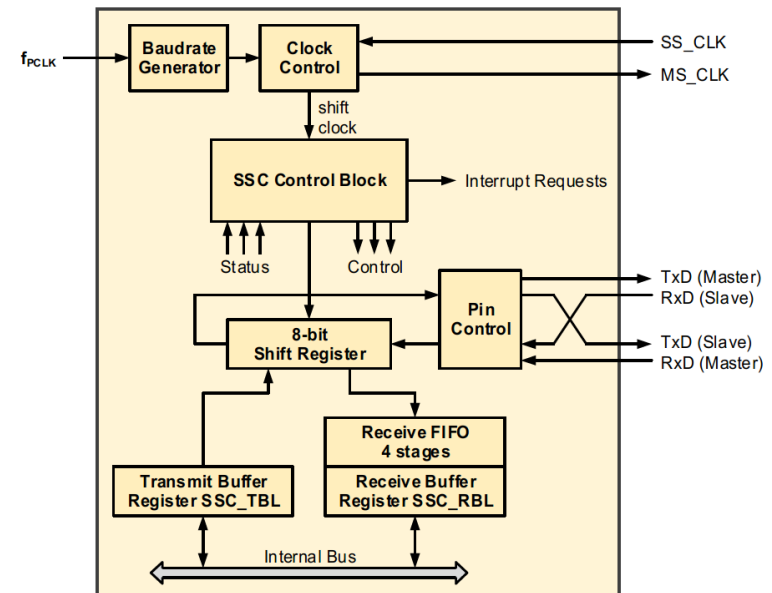 f_PCLK
Baudrate
Generator
Clock
Control
SS_CLK
MS_CLK
shift
clock
SSC Control Block
Interrupt Requests
Status
Control
Pin
Control
TxD (Master)
RxD (Slave)
TxD (Slave)
RxD (Master)
8-bit
Shift Register
Receive FIFO
4 stages
Transmit Buffer
Register SSC_TBL
Receive Buffer
Register SSC_RBL
Internal Bus